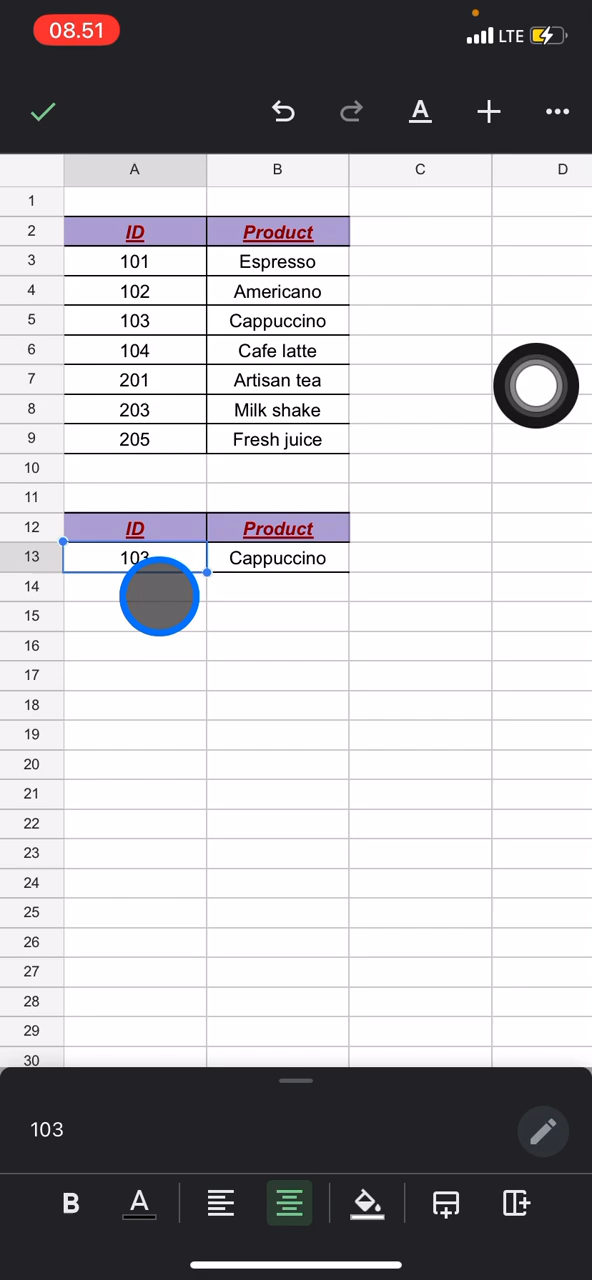 08.51 LTE
A
A B C D
1
2 ID Product
3 101 Espresso
4 102 Americano
5 103 Cappuccino
6 104 Cafe latte
7 201 Artisan tea
8 203 Milk shake
9 205 Fresh juice
10
11
12 ID Product
13 103 Cappuccino
14
15
16
17
18
19
20
21
22
23
24
25
26
27
28
29
30
103
B A